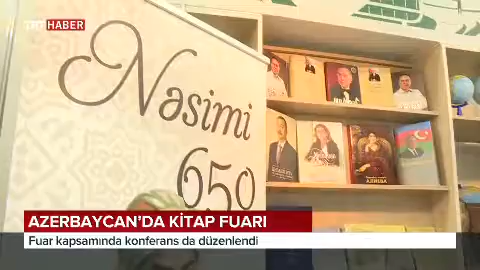 TRT HABER
Nəsimi
650
AZERBAYCAN'DA KİTAP FUARI
Fuar kapsamında konferans da düzenlendi